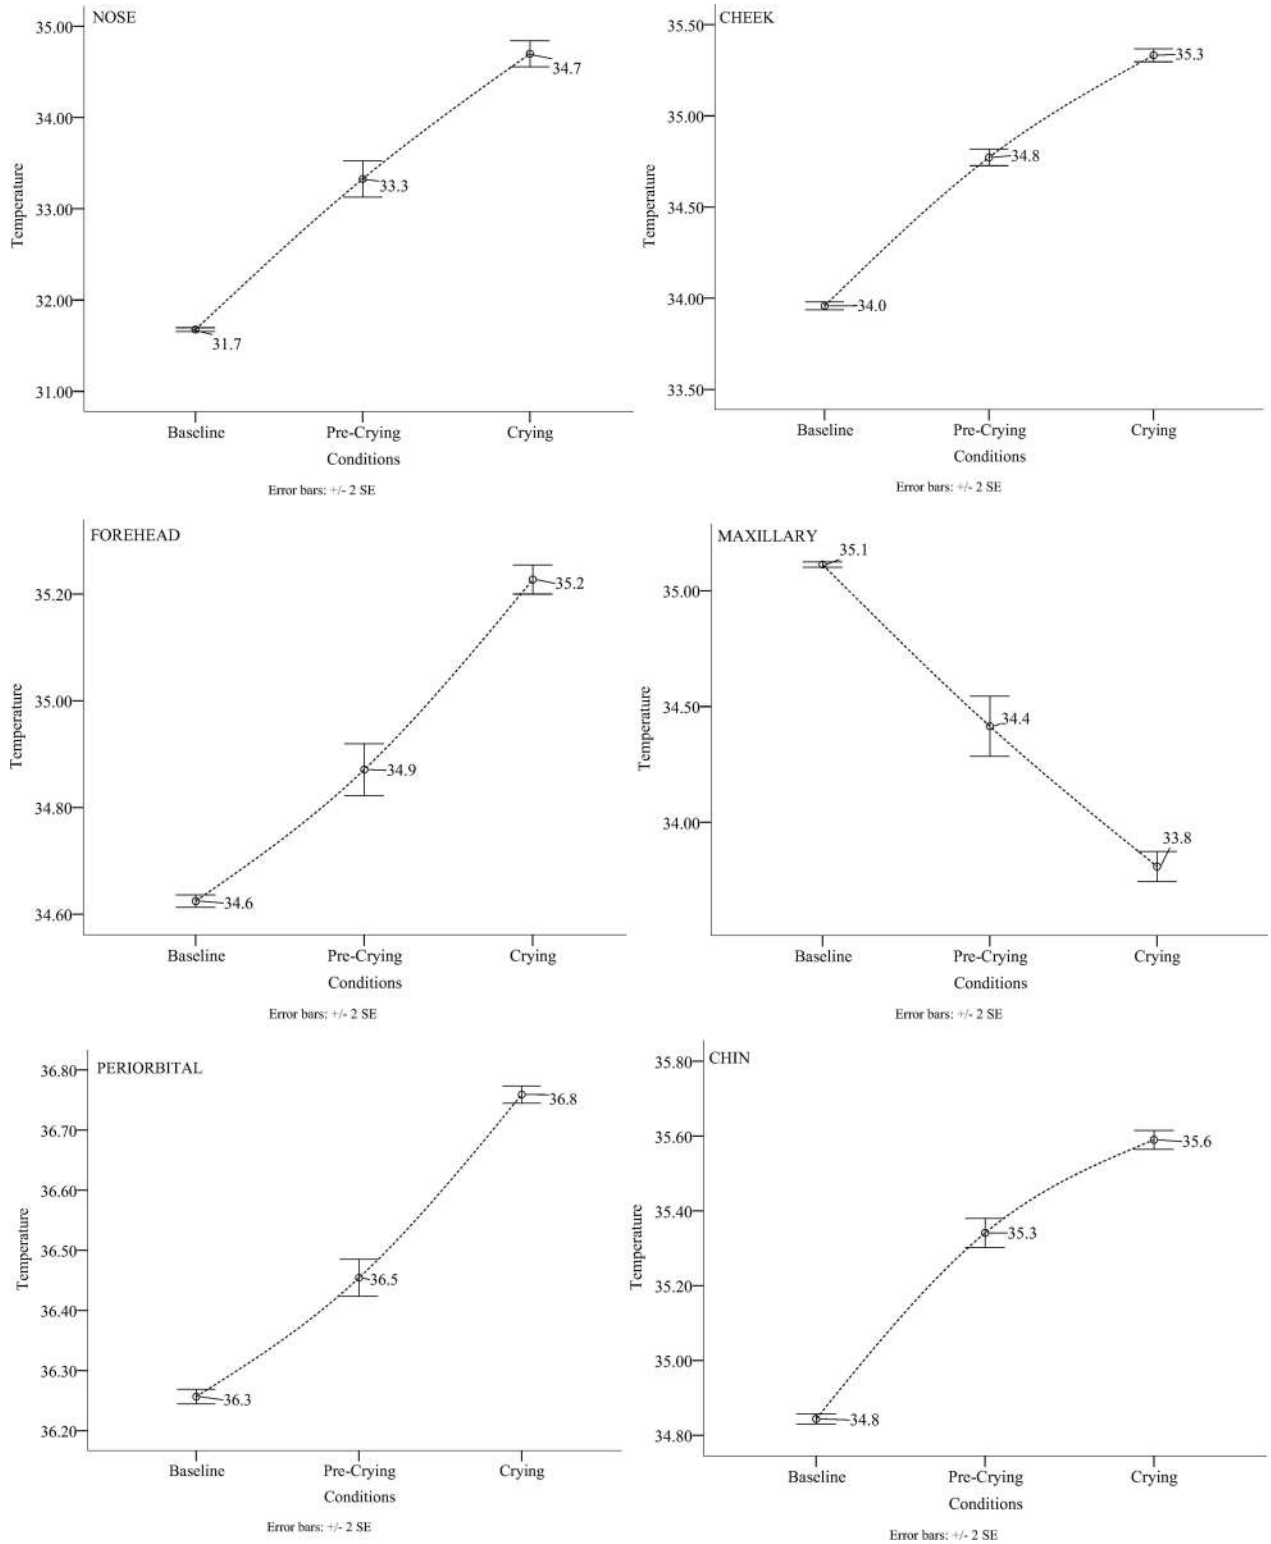 NOSE
35.00
34.00
33.00
32.00
31.00
Temperature
34.7
33.3
31.7
Baseline Pre-Crying Crying
Conditions
Error bars: +/- 2 SE
CHEEK
35.50
35.00
34.50
34.00
33.50
Temperature
35.3
34.8
34.0
Baseline Pre-Crying Crying
Conditions
Error bars: +/- 2 SE
FOREHEAD
35.20
35.00
34.80
34.60
Temperature
35.2
34.9
34.6
Baseline Pre-Crying Crying
Conditions
Error bars: +/- 2 SE
MAXILLARY
35.00
34.50
34.00
Temperature
35.1
34.4
33.8
Baseline Pre-Crying Crying
Conditions
Error bars: +/- 2 SE
PERIORBITAL
36.80
36.70
36.60
36.50
36.40
36.30
36.20
Temperature
36.8
36.5
36.3
Baseline Pre-Crying Crying
Conditions
Error bars: +/- 2 SE
CHIN
35.80
35.60
35.40
35.20
35.00
34.80
Temperature
35.6
35.3
34.8
Baseline Pre-Crying Crying
Conditions
Error bars: +/- 2 SE